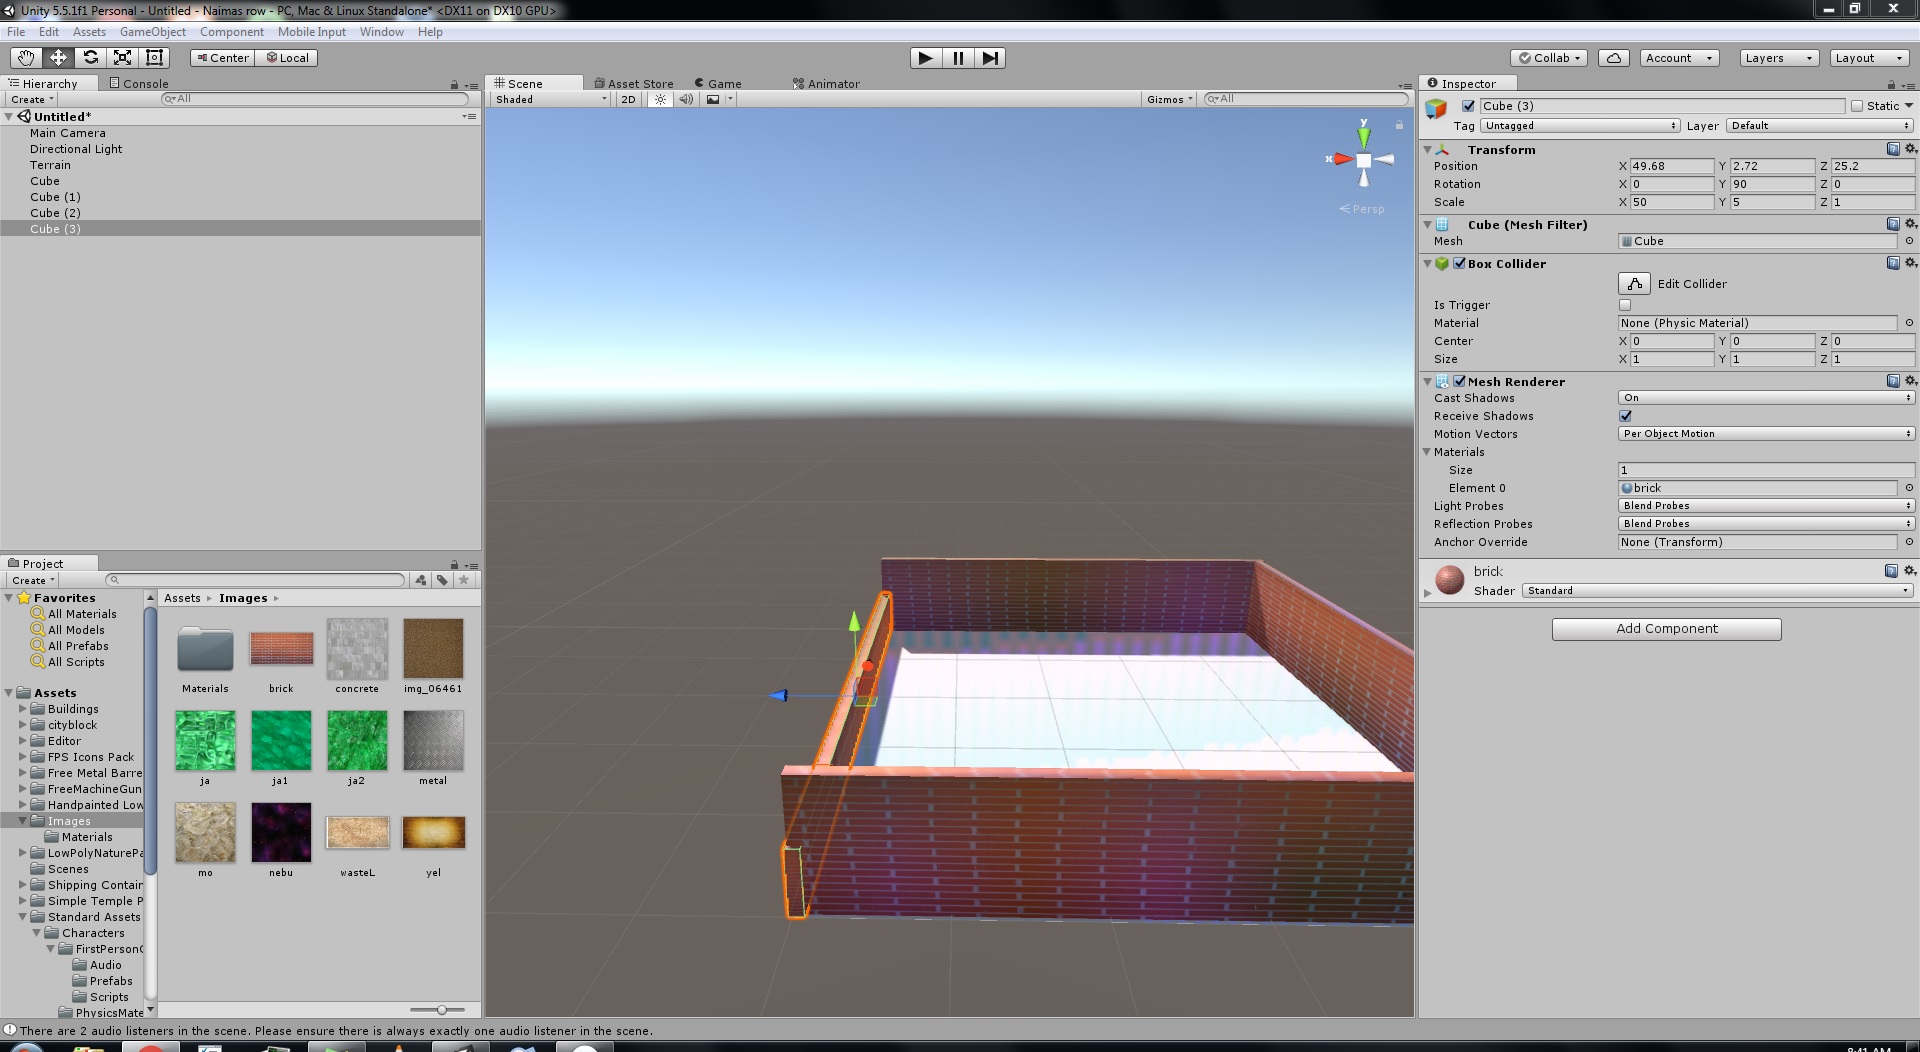 Unity 5.5.1f1 Personal - Untitled - Naimas row - PC, Mac & Linux Standalone* <DX11 on DX10 GPU>
File Edit Assets GameObject Component Mobile Input Window Help
Center Local Collab Account Layers Layout
Hierarchy Console
Create All
Untitled*
Main Camera
Directional Light
Terrain
Cube
Cube (1)
Cube (2)
Cube (3)
Scene Asset Store Game Animator
Shaded 2D Gizmos All
y
x
Persp
Inspector
Cube (3) Static
Tag Untagged Layer Default
Transform
Position X 49.68 Y 2.72 Z 25.2
Rotation X 0 Y 90 Z 0
Scale X 50 Y 5 Z 1
Cube (Mesh Filter)
Mesh Cube
Box Collider
Edit Collider
Is Trigger
Material None (Physic Material)
Center X 0 Y 0 Z 0
Size X 1 Y 1 Z 1
Mesh Renderer
Cast Shadows On
Receive Shadows
Motion Vectors Per Object Motion
Materials
Size 1
Element 0 brick
Light Probes Blend Probes
Reflection Probes Blend Probes
Anchor Override None (Transform)
brick
Shader Standard
Add Component
Project
Create
Favorites
All Materials
All Models
All Prefabs
All Scripts
Assets
Buildings
cityblock
Editor
FPS Icons Pack
Free Metal Barre
FreeMachineGun
Handpainted Low
Images
Materials
LowPolyNaturePa
Scenes
Shipping Contain
Simple Temple P
Standard Assets
Characters
FirstPersonC
Audio
Prefabs
Scripts
PhysicsMate
Assets Images
Materials brick concrete img_06461
ja ja1 ja2 metal
mo nebu wasteL yel
There are 2 audio listeners in the scene. Please ensure there is always exactly one audio listener in the scene.
8:41 AM